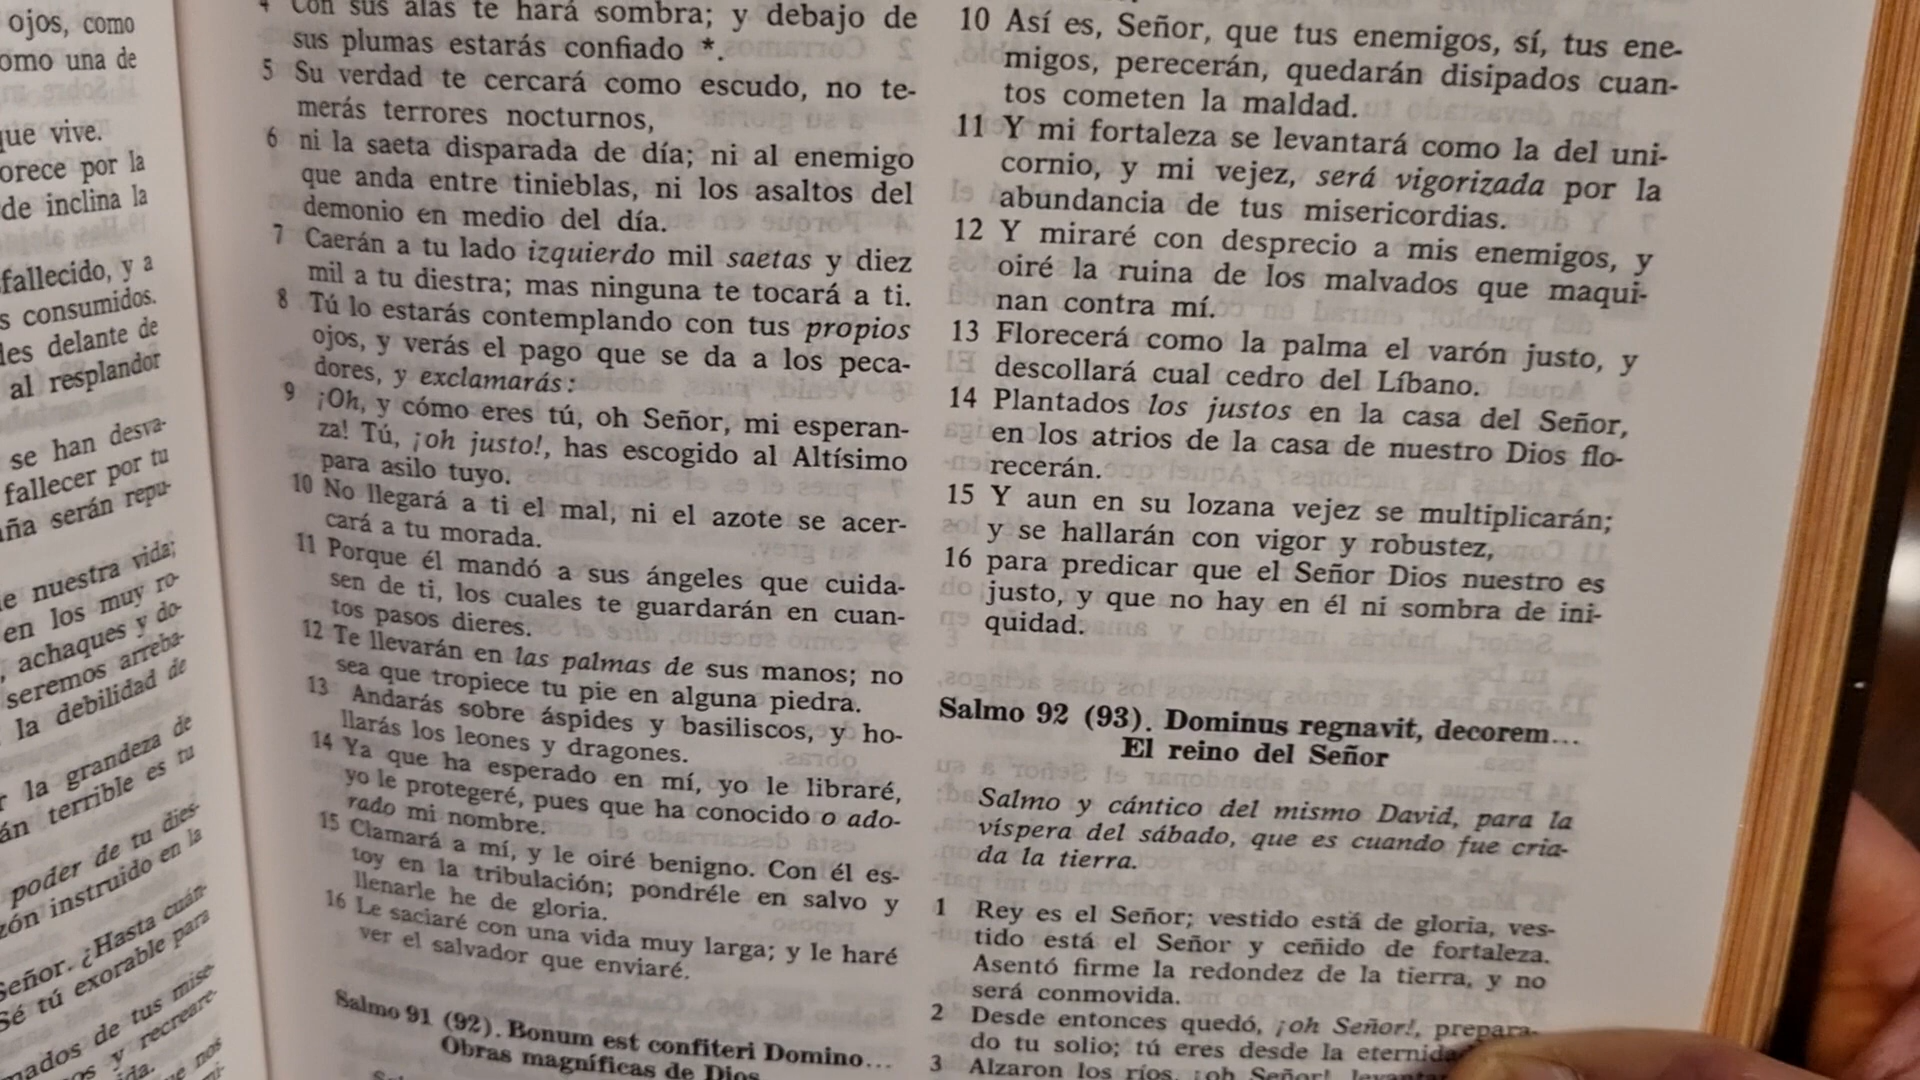 ojos, como
omo una de
que vive.
orece por la
de inclina la
fallecido, y a
s consumidos.
les delante de
al resplandor
se han desva-
fallecer por tu
aña serán repu-
e nuestra vida;
en los muy ro-
, achaques y do-
seremos arreba-
la debilidad de
r la grandeza de
án terrible es tu
poder de tu dies-
zón instruido en la
Señor. ¿Hasta cuán-
Sé tú exorable para
nados de tus mise-
os y recreare-
ida.
4 Con sus alas te hará sombra; y debajo de
sus plumas estarás confiado *.
5 Su verdad te cercará como escudo, no te-
merás terrores nocturnos,
6 ni la saeta disparada de día; ni al enemigo
que anda entre tinieblas, ni los asaltos del
demonio en medio del día.
7 Caerán a tu lado izquierdo mil saetas y diez
mil a tu diestra; mas ninguna te tocará a ti.
8 Tú lo estarás contemplando con tus propios
ojos, y verás el pago que se da a los peca-
dores, y exclamarás:
9 ¡Oh, y cómo eres tú, oh Señor, mi esperan-
za! Tú, ¡oh justo!, has escogido al Altísimo
para asilo tuyo.
10 No llegará a ti el mal, ni el azote se acer-
cará a tu morada.
11 Porque él mandó a sus ángeles que cuida-
sen de ti, los cuales te guardarán en cuan-
tos pasos dieres.
12 Te llevarán en las palmas de sus manos; no
sea que tropiece tu pie en alguna piedra.
13 Andarás sobre áspides y basiliscos, y ho-
llarás los leones y dragones.
14 Ya que ha esperado en mí, yo le libraré,
yo le protegeré, pues que ha conocido o ado-
rado mi nombre.
15 Clamará a mí, y le oiré benigno. Con él es-
toy en la tribulación; pondréle en salvo y
llenarle he de gloria.
16 Le saciaré con una vida muy larga; y le haré
ver el salvador que enviaré.
Salmo 91 (92). Bonum est confiteri Domino...
Obras magníficas de Dios
10 Así es, Señor, que tus enemigos, sí, tus ene-
migos, perecerán, quedarán disipados cuan-
tos cometen la maldad.
11 Y mi fortaleza se levantará como la del uni-
cornio, y mi vejez, será vigorizada por la
abundancia de tus misericordias.
12 Y miraré con desprecio a mis enemigos, y
oiré la ruina de los malvados que maqui-
nan contra mí.
13 Florecerá como la palma el varón justo, y
descollará cual cedro del Líbano.
14 Plantados los justos en la casa del Señor,
en los atrios de la casa de nuestro Dios flo-
recerán.
15 Y aun en su lozana vejez se multiplicarán;
y se hallarán con vigor y robustez,
16 para predicar que el Señor Dios nuestro es
justo, y que no hay en él ni sombra de ini-
quidad.
Salmo 92 (93). Dominus regnavit, decorem...
El reino del Señor
Salmo y cántico del mismo David, para la
víspera del sábado, que es cuando fue cria-
da la tierra.
1 Rey es el Señor; vestido está de gloria, ves-
tido está el Señor y ceñido de fortaleza.
Asentó firme la redondez de la tierra, y no
será conmovida.
2 Desde entonces quedó, ¡oh Señor!, prepara-
do tu solio; tú eres desde la eternida
3 Alzaron los ríos, ¡oh Señor!,